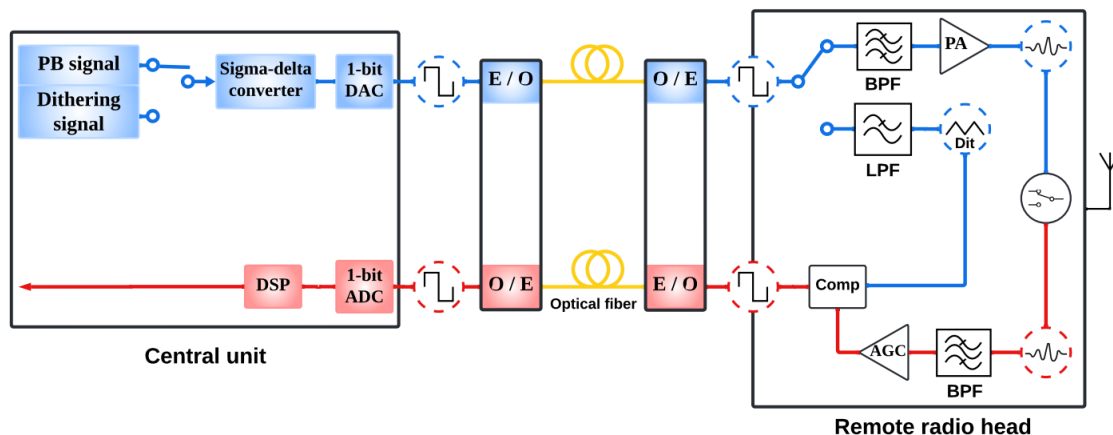 PB signal
Dithering
signal
Sigma-delta
converter
1-bit
DAC
E / O
O / E
BPF
PA
LPF
Dit
DSP
1-bit
ADC
O / E
Optical fiber
E / O
Comp
AGC
BPF
Central unit
Remote radio head